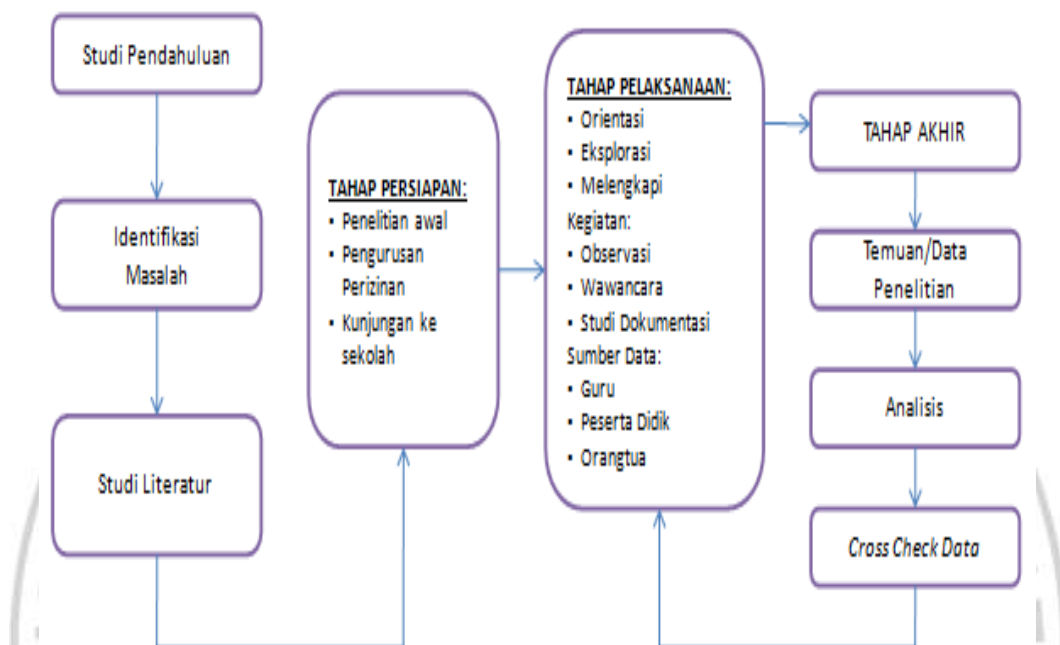 Studi Pendahuluan
Identifikasi
Masalah
Studi Literatur
TAHAP PERSIAPAN:
• Penelitian awal
• Pengurusan
Perizinan
• Kunjungan ke
sekolah
TAHAP PELAKSANAAN:
• Orientasi
• Eksplorasi
• Melengkapi
Kegiatan:
• Observasi
• Wawancara
• Studi Dokumentasi
Sumber Data:
• Guru
• Peserta Didik
• Orangtua
TAHAP AKHIR
Temuan/Data
Penelitian
Analisis
Cross Check Data